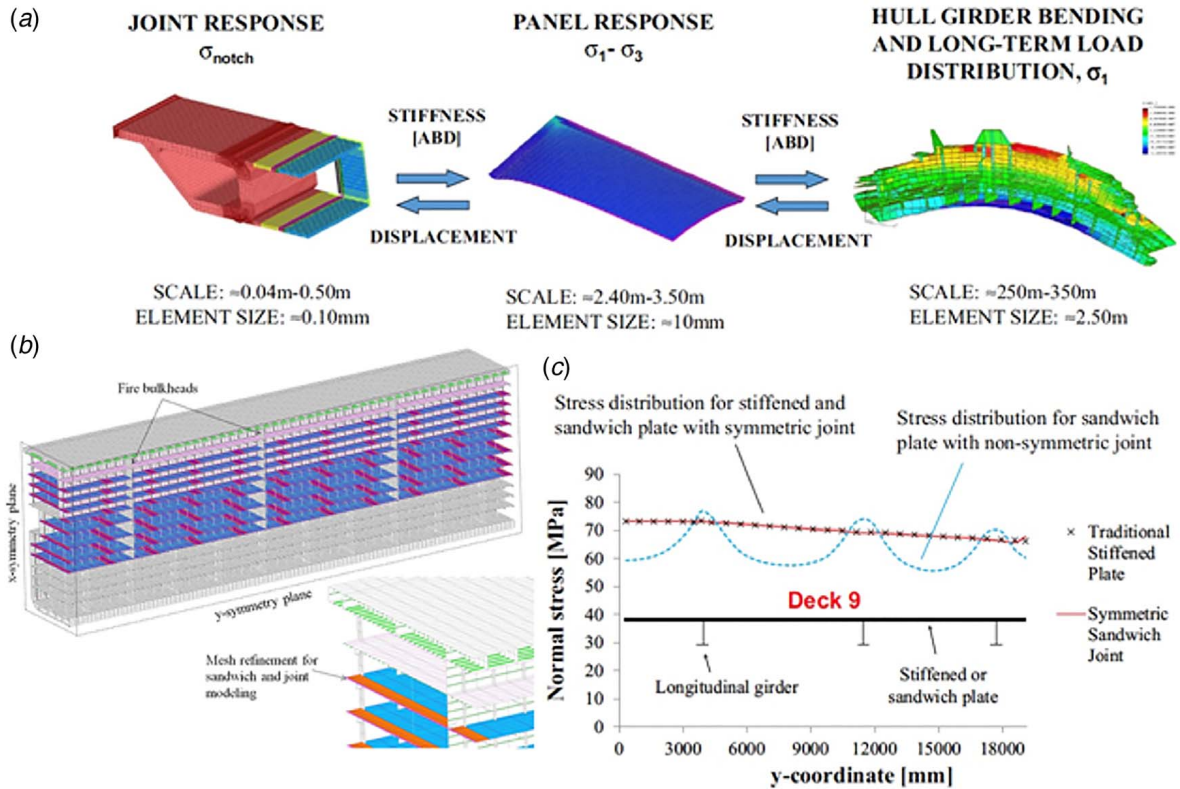 (a)
JOINT RESPONSE
σnotch
PANEL RESPONSE
σ1- σ3
HULL GIRDER BENDING
AND LONG-TERM LOAD
DISTRIBUTION, σ1
STIFFNESS
[ABD]
DISPLACEMENT
STIFFNESS
[ABD]
DISPLACEMENT
SCALE: ≈0.04m-0.50m
ELEMENT SIZE: ≈0.10mm
SCALE: ≈2.40m-3.50m
ELEMENT SIZE: ≈10mm
SCALE: ≈250m-350m
ELEMENT SIZE: ≈2.50m
(b)
Fire bulkheads
x-symmetry plane
y-symmetry plane
Mesh refinement for
sandwich and joint
modeling
(c)
Stress distribution for stiffened and
sandwich plate with symmetric joint
Stress distribution for sandwich
plate with non-symmetric joint
Normal stress [MPa]
90
80
70
60
50
40
30
20
10
0
Deck 9
Longitudinal girder
Stiffened or
sandwich plate
Traditional
Stiffened
Plate
Symmetric
Sandwich
Joint
0 3000 6000 9000 12000 15000 18000
y-coordinate [mm]